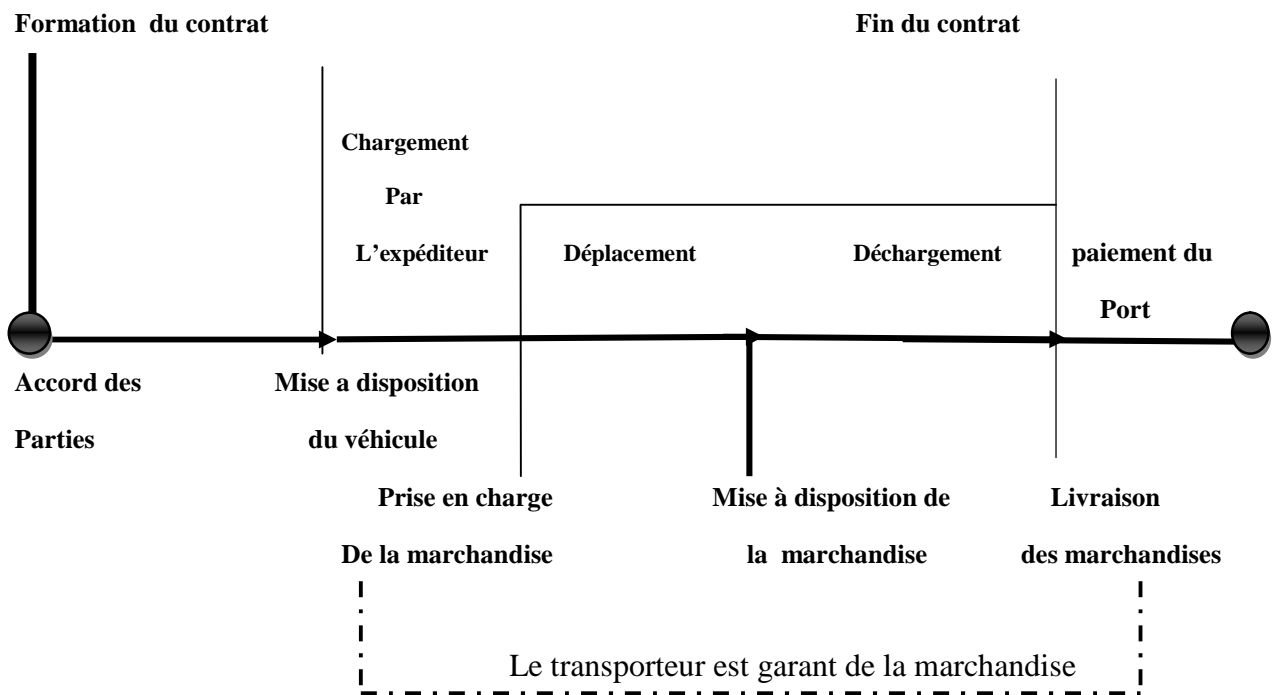 Formation du contrat
Fin du contrat
Chargement
Par
L'expéditeur
Déplacement
Déchargement
paiement du
Port
Accord des
Parties
Mise a disposition
du véhicule
Prise en charge
De la marchandise
Mise à disposition de
la marchandise
Livraison
des marchandises
Le transporteur est garant de la marchandise